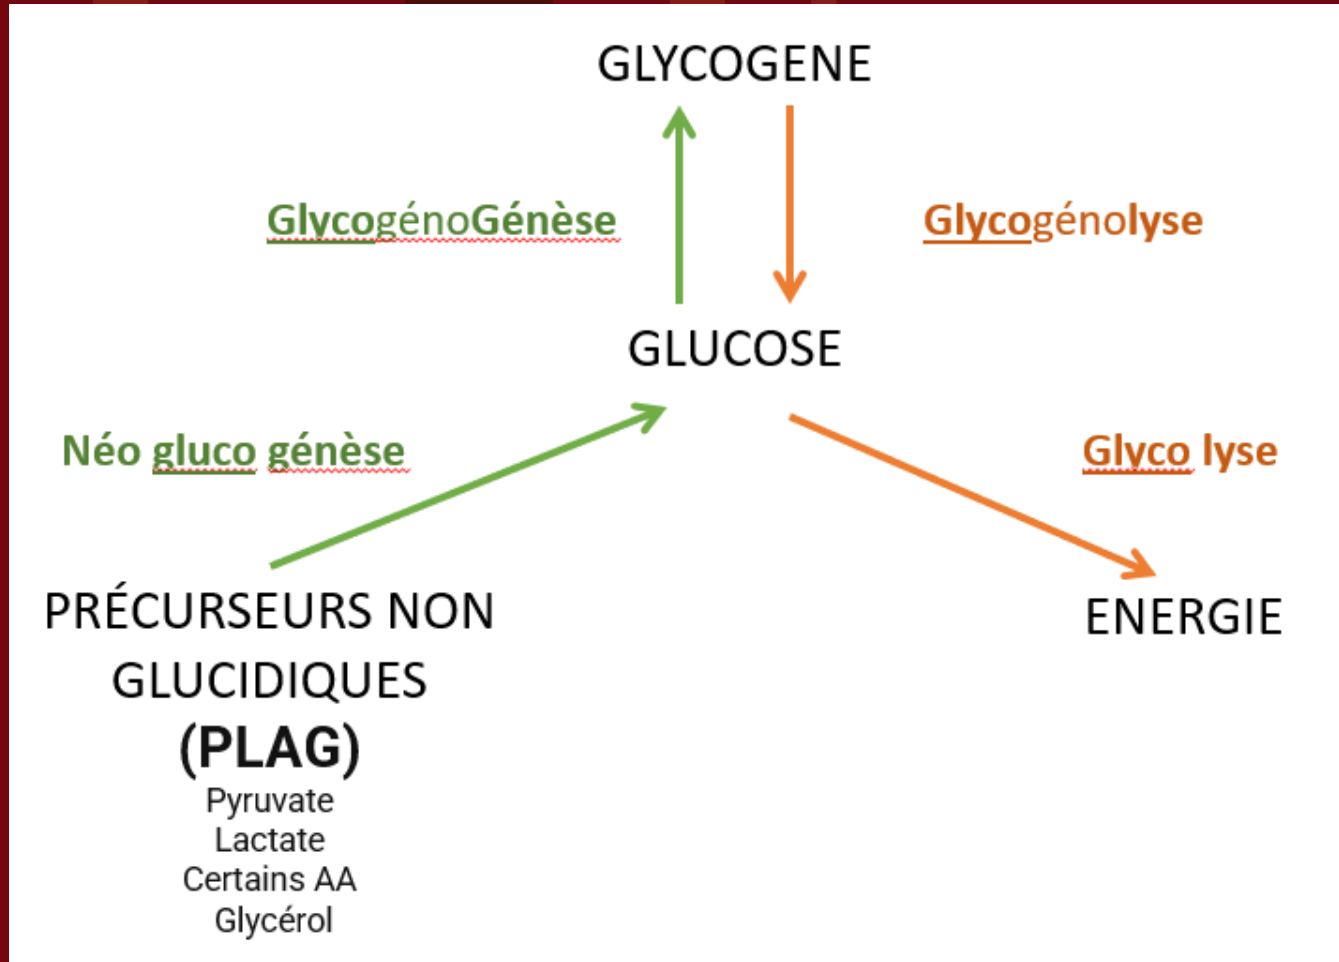 GLYCOGENE
GlycogénoGénèse
Glycogénolyse
GLUCOSE
Néo gluco génèse
Glyco lyse
PRÉCURSEURS NON
GLUCIDIQUES
(PLAG)
Pyruvate
Lactate
Certains AA
Glycérol
ENERGIE